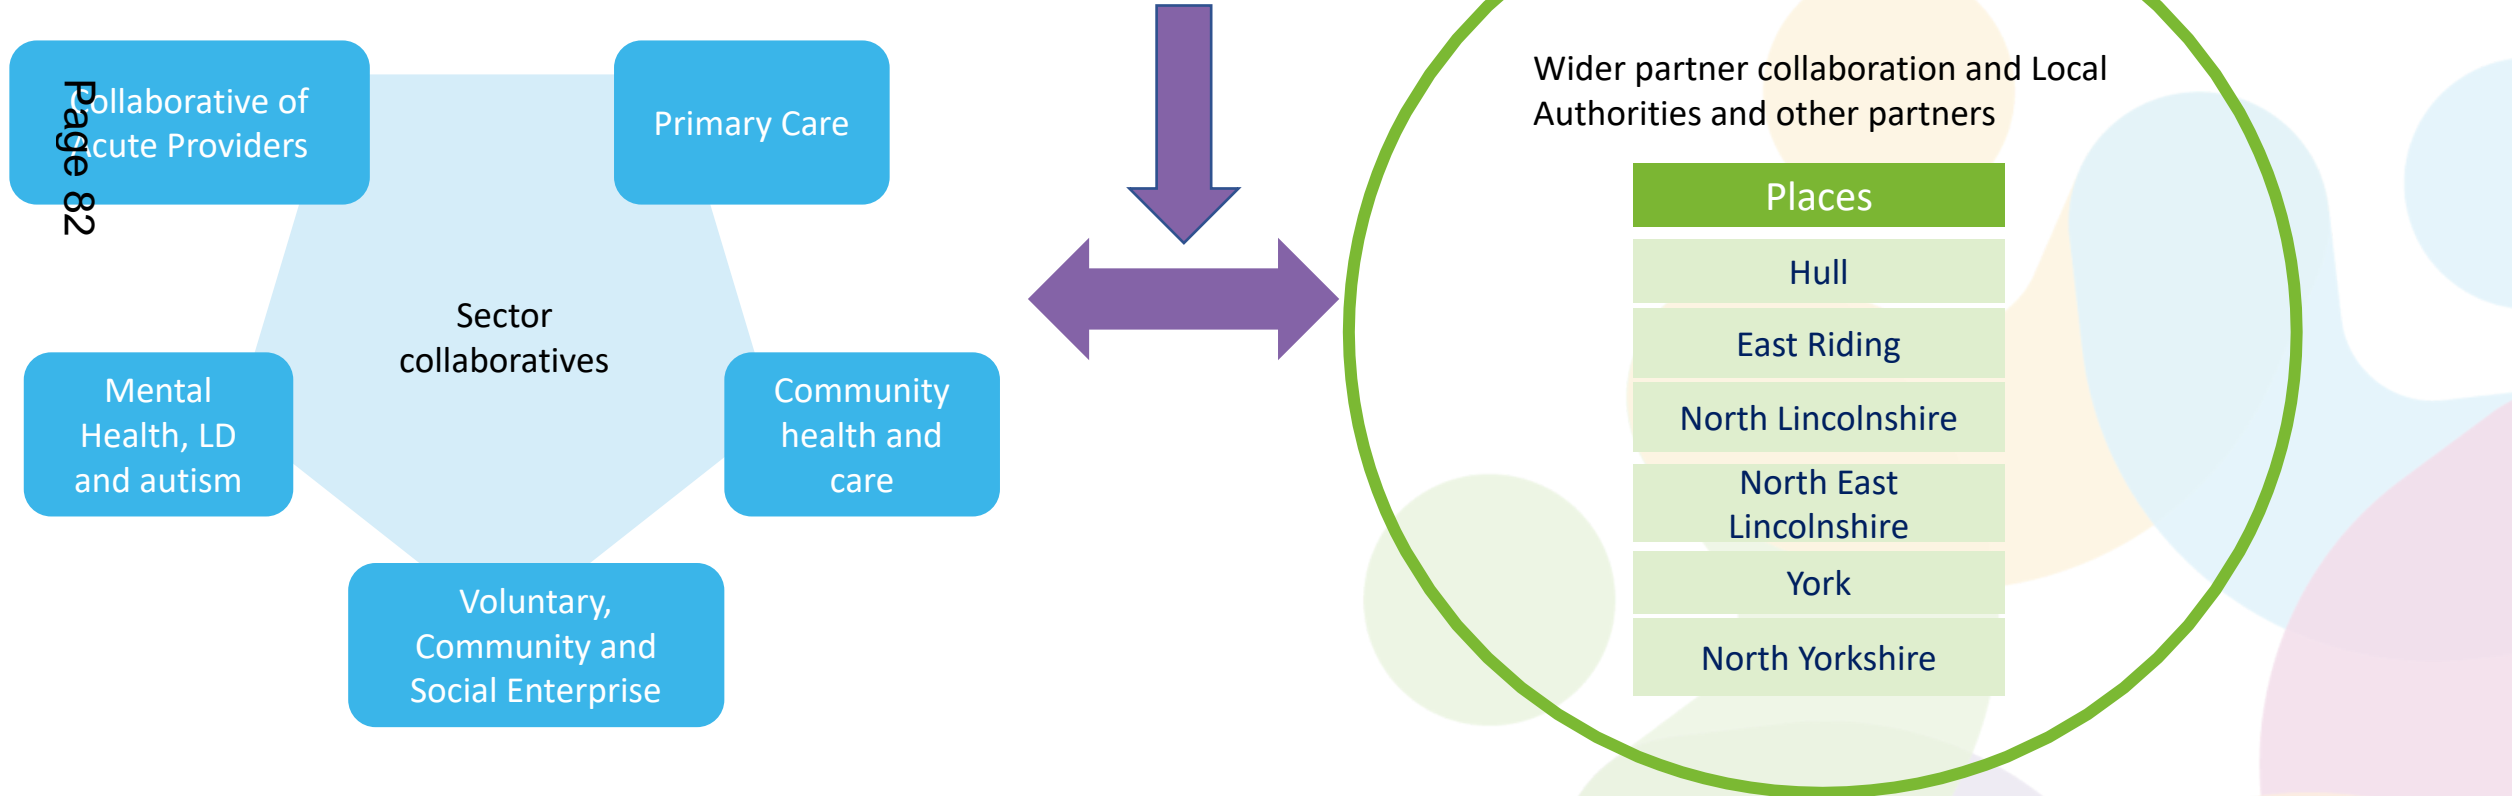 Page 82
Collaborative of
Acute Providers
Primary Care
Sector
collaboratives
Mental
Health, LD
and autism
Community
health and
care
Voluntary,
Community and
Social Enterprise
Wider partner collaboration and Local
Authorities and other partners
Places
Hull
East Riding
North Lincolnshire
North East
Lincolnshire
York
North Yorkshire